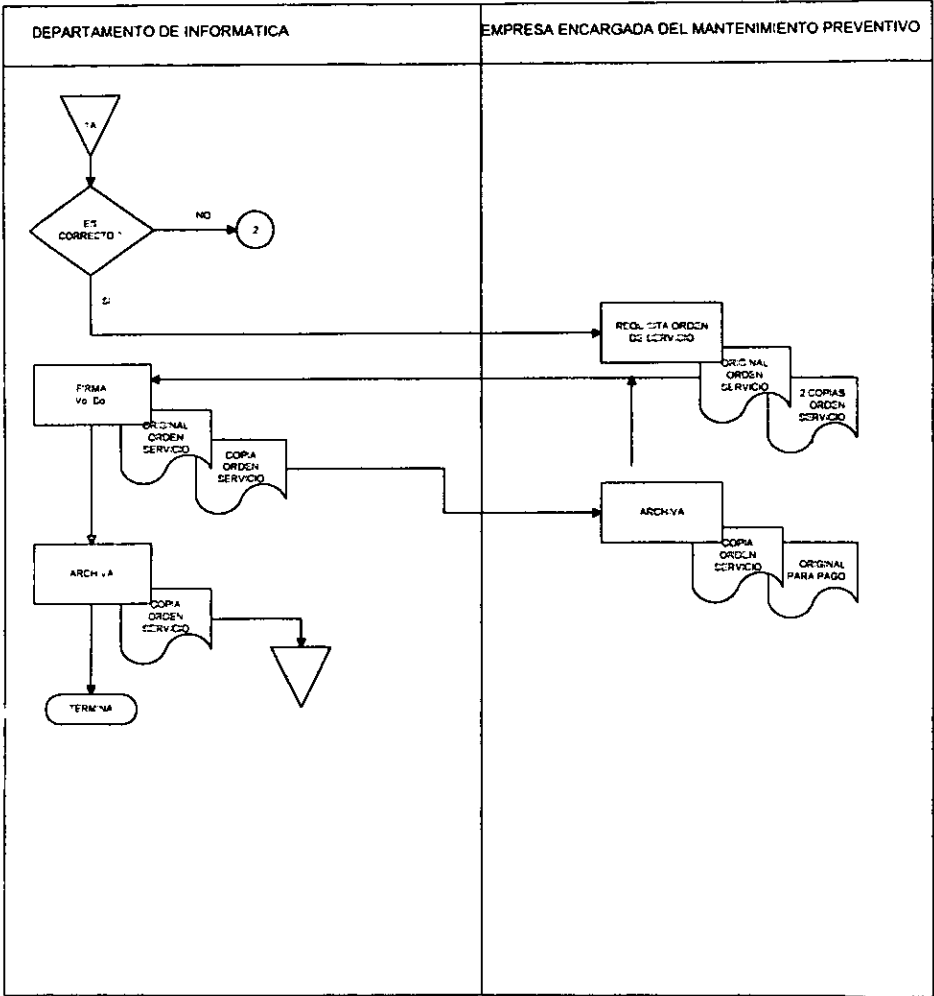 DEPARTAMENTO DE INFORMATICA
EMPRESA ENCARGADA DEL MANTENIMIENTO PREVENTIVO
ES
CORRECTO
NO
2
SI
REQUISITA ORDEN
DE SERVICIO
ORIGINAL
ORDEN
SERVICIO
2 COPIAS
ORDEN
SERVICIO
FIRMA
Vo Bo
ORIGINAL
ORDEN
SERVICIO
COPIA
ORDEN
SERVICIO
ARCHIVA
COPIA
ORDEN
SERVICIO
ORIGINAL
PARA PAGO
ARCHIVA
COPIA
ORDEN
SERVICIO
TERMINA